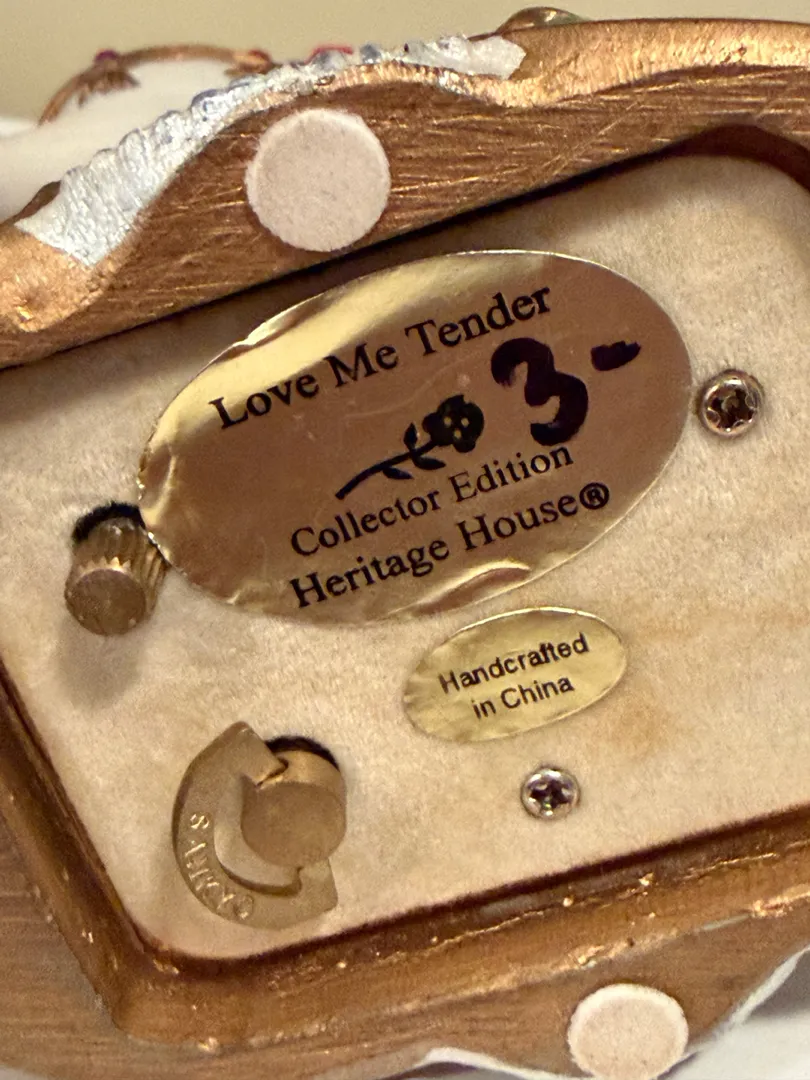 Love Me Tender
3-
Collector Edition
Heritage House®
Handcrafted
in China
SANKYO